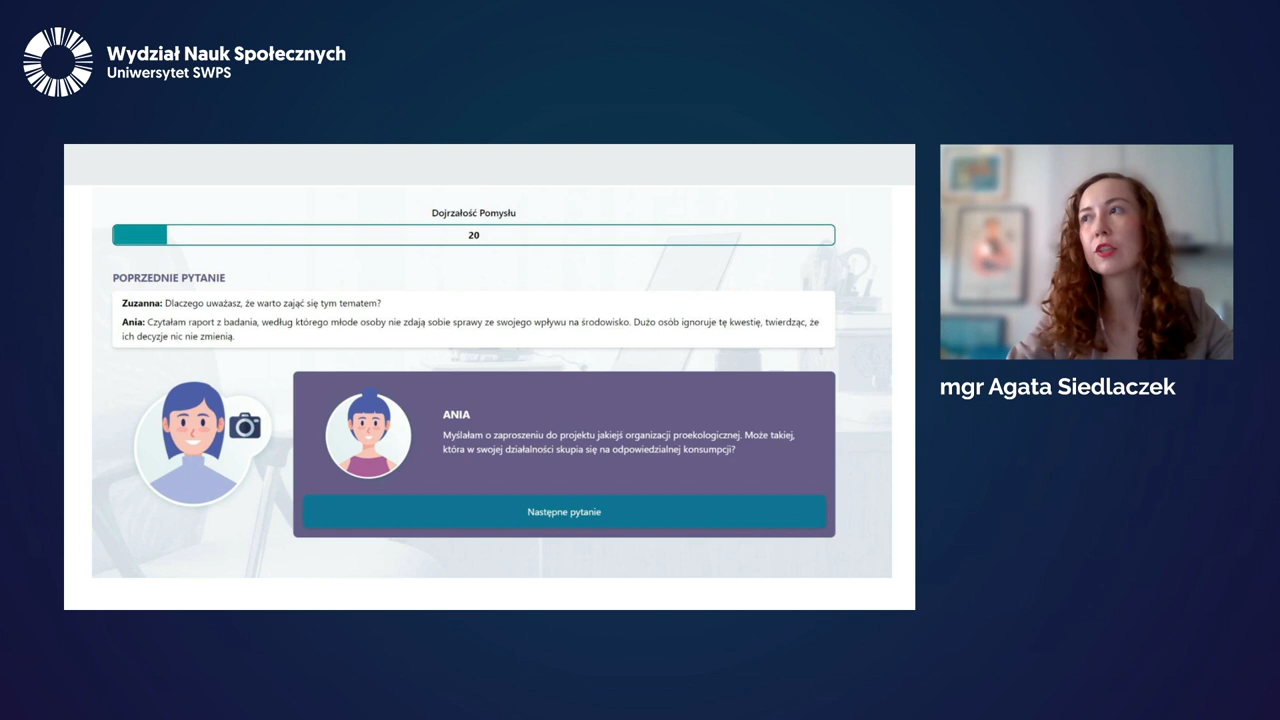 Wydział Nauk Społecznych
Uniwersytet SWPS
Dojrzałość Pomysłu
20
POPRZEDNIE PYTANIE
Zuzanna: Dlaczego uważasz, że warto zająć się tym tematem?
Ania: Czytałam raport z badania, według którego młode osoby nie zdają sobie sprawy ze swojego wpływu na środowisko. Dużo osób ignoruje tę kwestię, twierdząc, że
ich decyzje nic nie zmienią.
ANIA
Myślałam o zaproszeniu do projektu jakiejś organizacji proekologicznej. Może takiej,
która w swojej działalności skupia się na odpowiedzialnej konsumpcji?
Następne pytanie
mgr Agata Siedlaczek